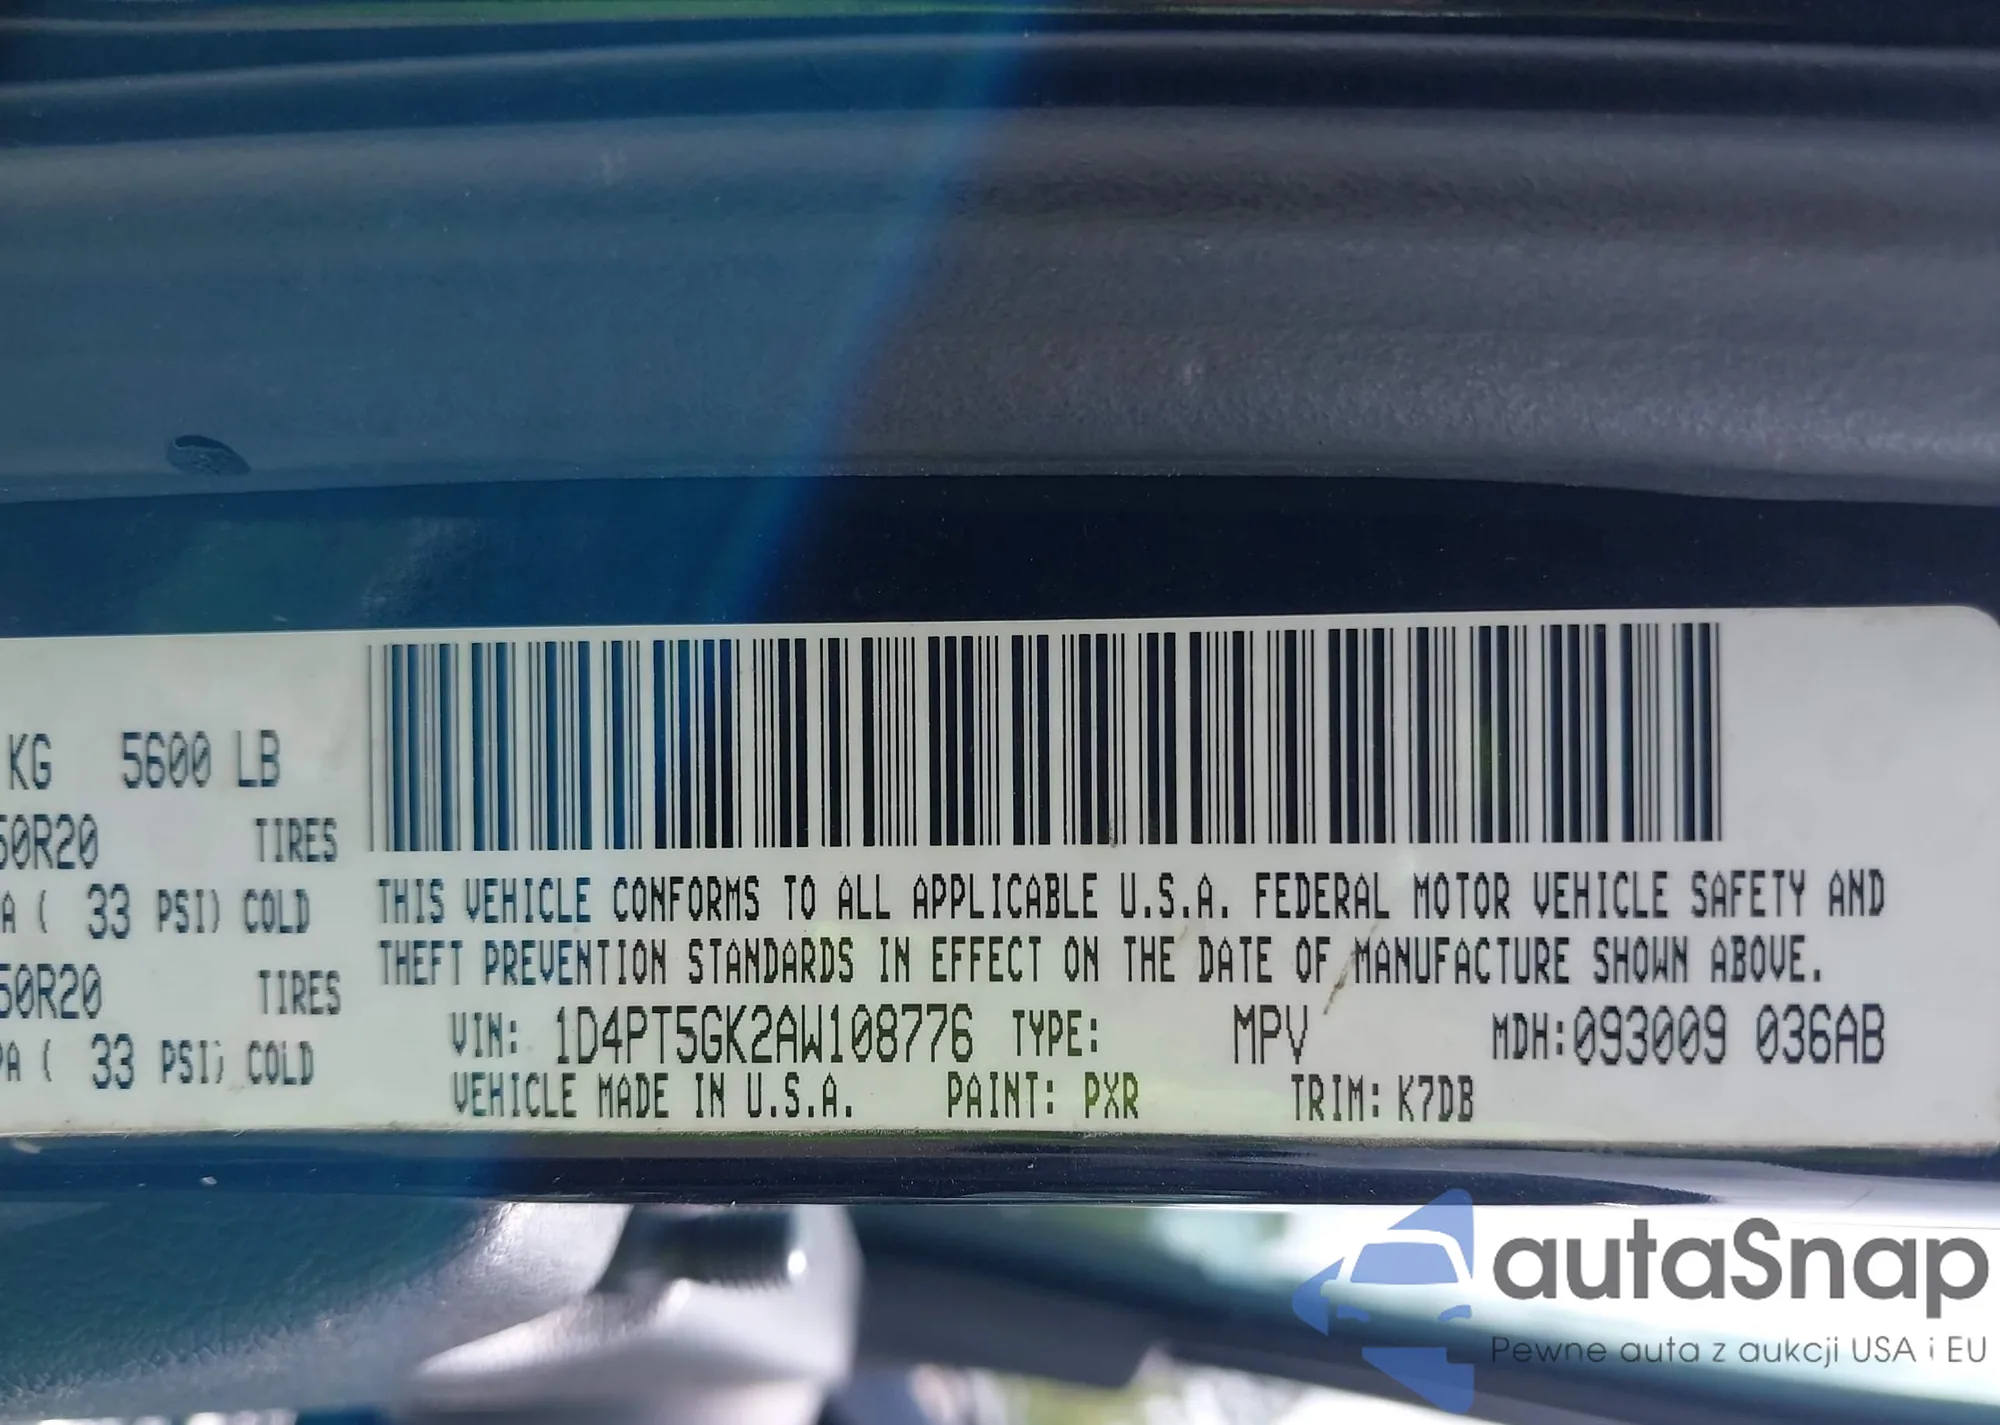 KG 5600 LB
50R20 TIRES
A ( 33 PSI) COLD
50R20 TIRES
PA ( 33 PSI) COLD
THIS VEHICLE CONFORMS TO ALL APPLICABLE U.S.A. FEDERAL MOTOR VEHICLE SAFETY AND
THEFT PREVENTION STANDARDS IN EFFECT ON THE DATE OF MANUFACTURE SHOWN ABOVE.
VIN: 1D4PT5GK2AW108776 TYPE: MPV MDH:093009 036AB
VEHICLE MADE IN U.S.A. PAINT: PXR TRIM: K7DB
autaSnap
Pewne auta z aukcji USA i EU